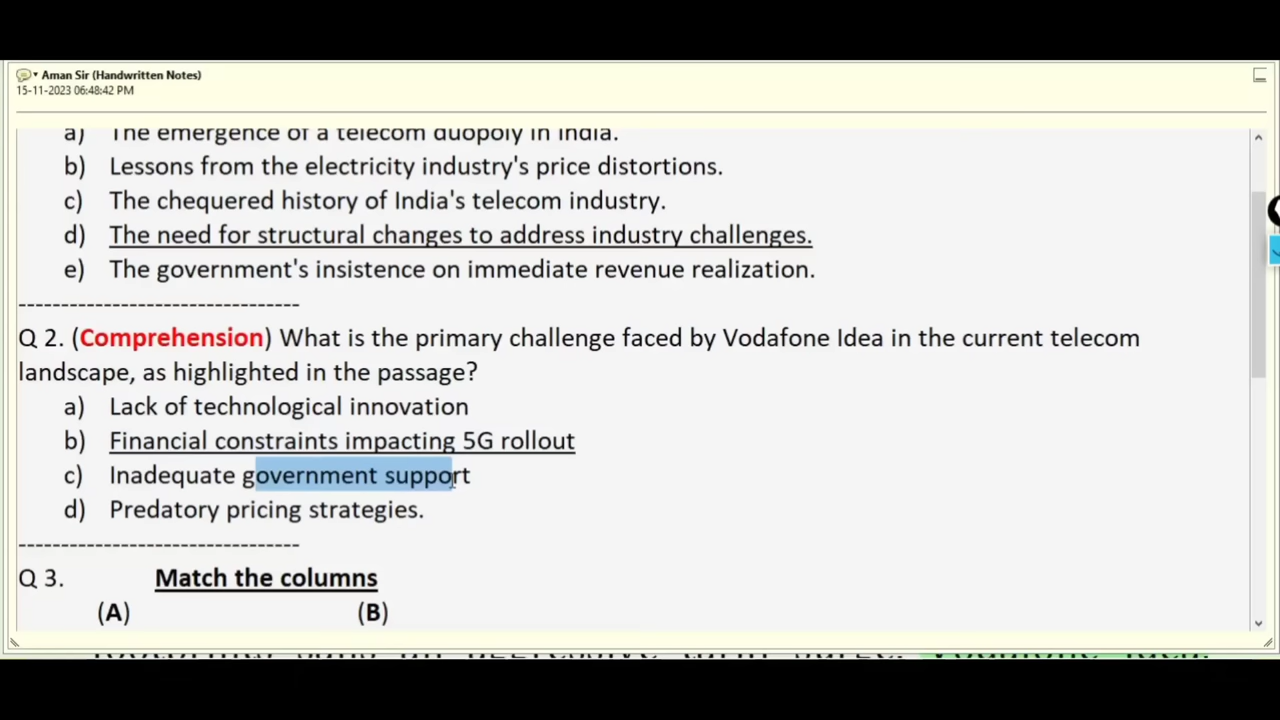 Aman Sir (Handwritten Notes)
15-11-2023 06:48:42 PM
a) The emergence of a telecom duopoly in India.
b) Lessons from the electricity industry's price distortions.
c) The chequered history of India's telecom industry.
d) The need for structural changes to address industry challenges.
e) The government's insistence on immediate revenue realization.
-------------------------------
Q 2. (Comprehension) What is the primary challenge faced by Vodafone Idea in the current telecom
landscape, as highlighted in the passage?
a) Lack of technological innovation
b) Financial constraints impacting 5G rollout
c) Inadequate government support
d) Predatory pricing strategies.
-------------------------------
Q 3. Match the columns
(A) (B)